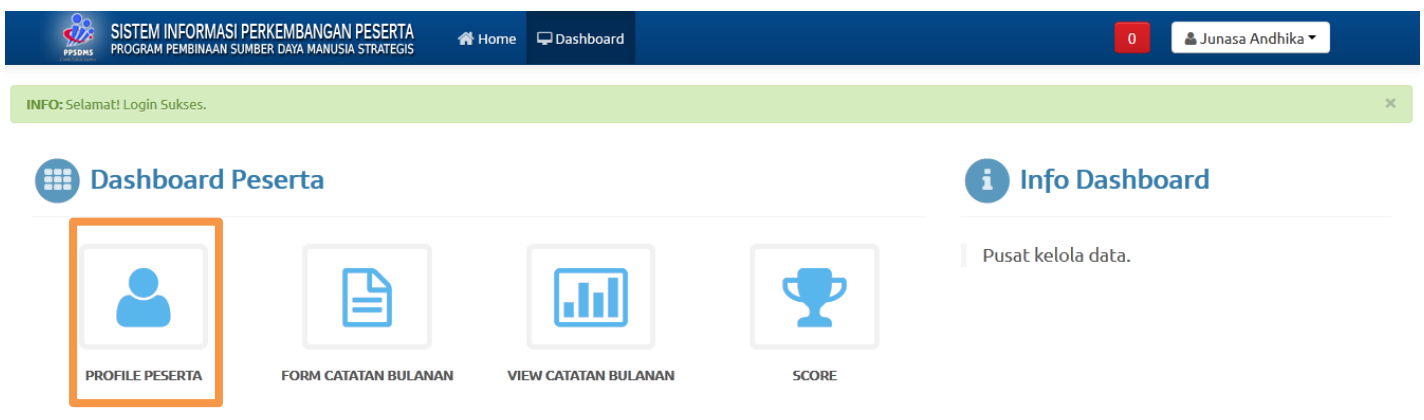 SISTEM INFORMASI PERKEMBANGAN PESERTA
PROGRAM PEMBINAAN SUMBER DAYA MANUSIA STRATEGIS
PPSDMS
Home
Dashboard
0
Junasa Andhika
INFO: Selamat! Login Sukses.
×
Dashboard Peserta
Info Dashboard
Pusat kelola data.
PROFILE PESERTA
FORM CATATAN BULANAN
VIEW CATATAN BULANAN
SCORE